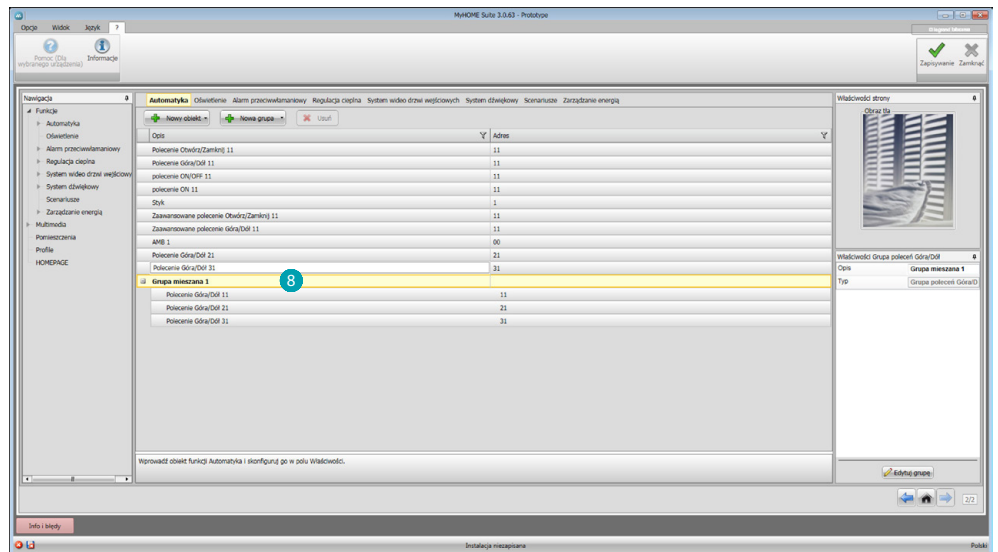 MyHOME Suite 3.0.63 - Prototype
Opcje Widok Język ?
Pomoc (Dla wybranego urządzenia)
Informacje
Zapisywanie Zamknąć
Nawigacja
Funkcje
Automatyka
Oświetlenie
Alarm przeciwwłamaniowy
Regulacja cieplna
System wideo drzwi wejściowy
System dźwiękowy
Scenariusze
Zarządzanie energią
Multimedia
Pomieszczenia
Profile
HOMEPAGE
Automatyka Oświetlenie Alarm przeciwwłamaniowy Regulacja cieplna System wideo drzwi wejściowych System dźwiękowy Scenariusze Zarządzanie energią
Nowy obiekt Nowa grupa Usuń
Opis Adres
Polecenie Otwórz/Zamknij 11 11
Polecenie Góra/Dół 11 11
polecenie ON/OFF 11 11
polecenie ON 11 11
Styk 1
Zaawansowane polecenie Otwórz/Zamknij 11 11
Zaawansowane polecenie Góra/Dół 11 11
AMB 1 00
Polecenie Góra/Dół 21 21
Polecenie Góra/Dół 31 31
Grupa mieszana 1 8
Polecenie Góra/Dół 11 11
Polecenie Góra/Dół 21 21
Polecenie Góra/Dół 31 31
Wprowadź obiekt funkcji Automatyka i skonfiguruj go w polu Właściwości.
Właściwości strony
Obraz tła
Właściwości Grupa poleceń Góra/Dół
Opis Grupa mieszana 1
Typ Grupa poleceń Góra/D
Edytuj grupę
2/2
Info i błędy
Instalacja niezapisana
Polski